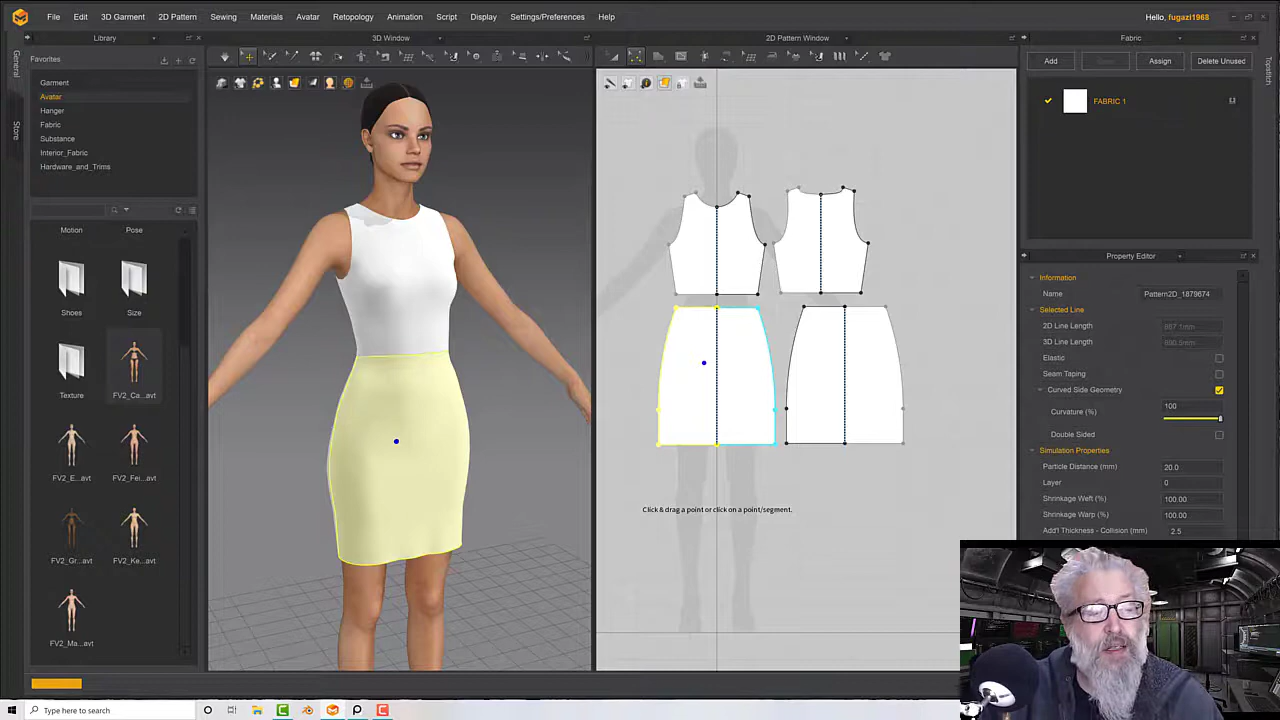 File Edit 3D Garment 2D Pattern Sewing Materials Avatar Retopology Animation Script Display Settings/Preferences Help
Hello, fugazi1968
Library
3D Window
2D Pattern Window
Fabric
General
Store
Favorites
Garment
Avatar
Hanger
Fabric
Substance
Interior_Fabric
Hardware_and_Trims
Motion Pose
Shoes Size
Texture FV2_Ca...avt
FV2_E...avt FV2_Fei...avt
FV2_Gr...avt FV2_Ke...avt
FV2_Ma...avt
Click & drag a point or click on a point/segment.
Add
Assign Delete Unused
FABRIC 1
Topstitch
Property Editor
Information
Name Pattern2D_1879674
Selected Line
2D Line Length
3D Line Length
Elastic
Seam Taping
Curved Side Geometry
Curvature (%) 100
Double Sided
Simulation Properties
Particle Distance (mm) 20.0
Layer 0
Shrinkage Weft (%) 100.00
Shrinkage Warp (%) 100.00
Add'l Thickness - Collision (mm) 2.5
Type here to search